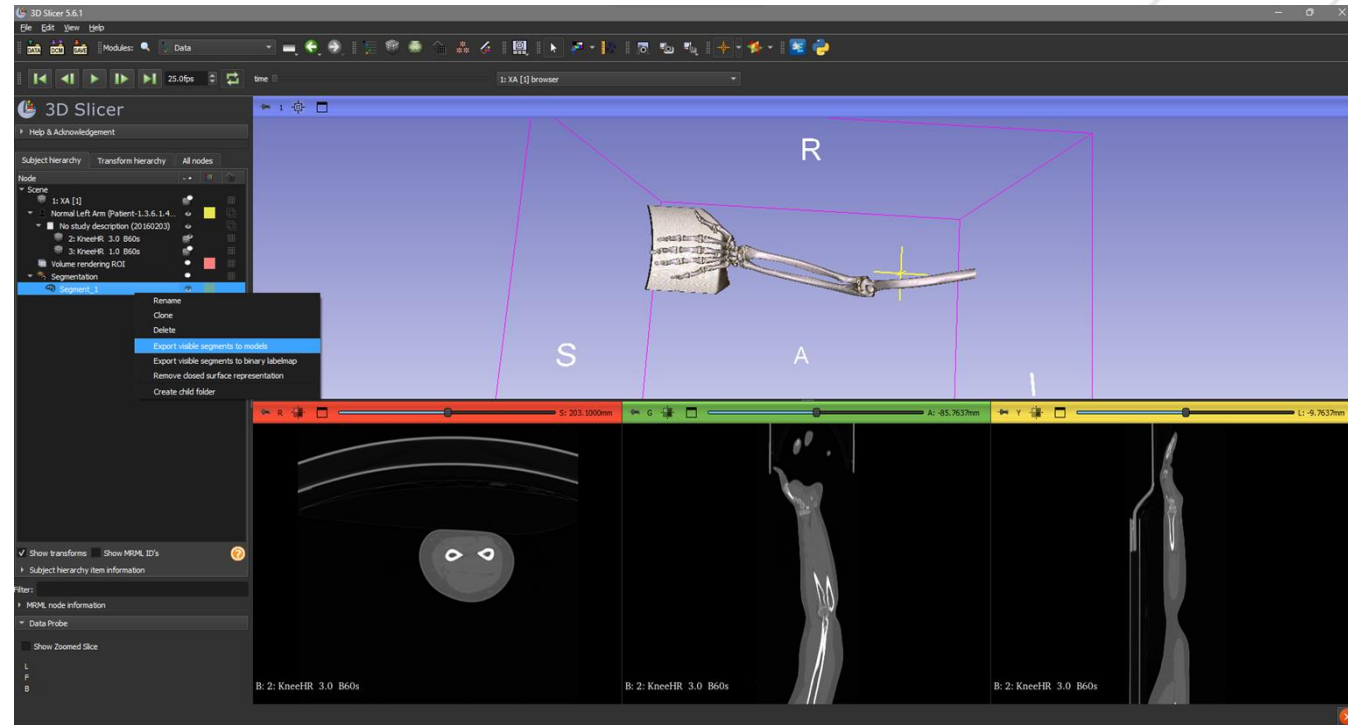 3D Slicer 5.6.1
File Edit View Help
DATA DCM SAVE Modules: Data
25.0fps time 1: XA [1] browser
3D Slicer
Help & Acknowledgement
Subject hierarchy Transform hierarchy All nodes
Node
Scene
1: XA [1]
Normal Left Arm (Patient-1.3.6.1.4...
No study description (20160203)
2: KneeHR 3.0 B60s
3: KneeHR 1.0 B60s
Volume rendering ROI
Segmentation
Segment_1
Rename
Clone
Delete
Export visible segments to models
Export visible segments to binary labelmap
Remove closed surface representation
Create child folder
Show transforms Show MRML ID's
Subject hierarchy item information
Filter:
MRML node information
Data Probe
Show Zoomed Slice
L
F
B
1
R
S
A
R S: 203.1000mm
G A: -85.7637mm
Y L: -9.7637mm
B: 2: KneeHR 3.0 B60s
B: 2: KneeHR 3.0 B60s
B: 2: KneeHR 3.0 B60s